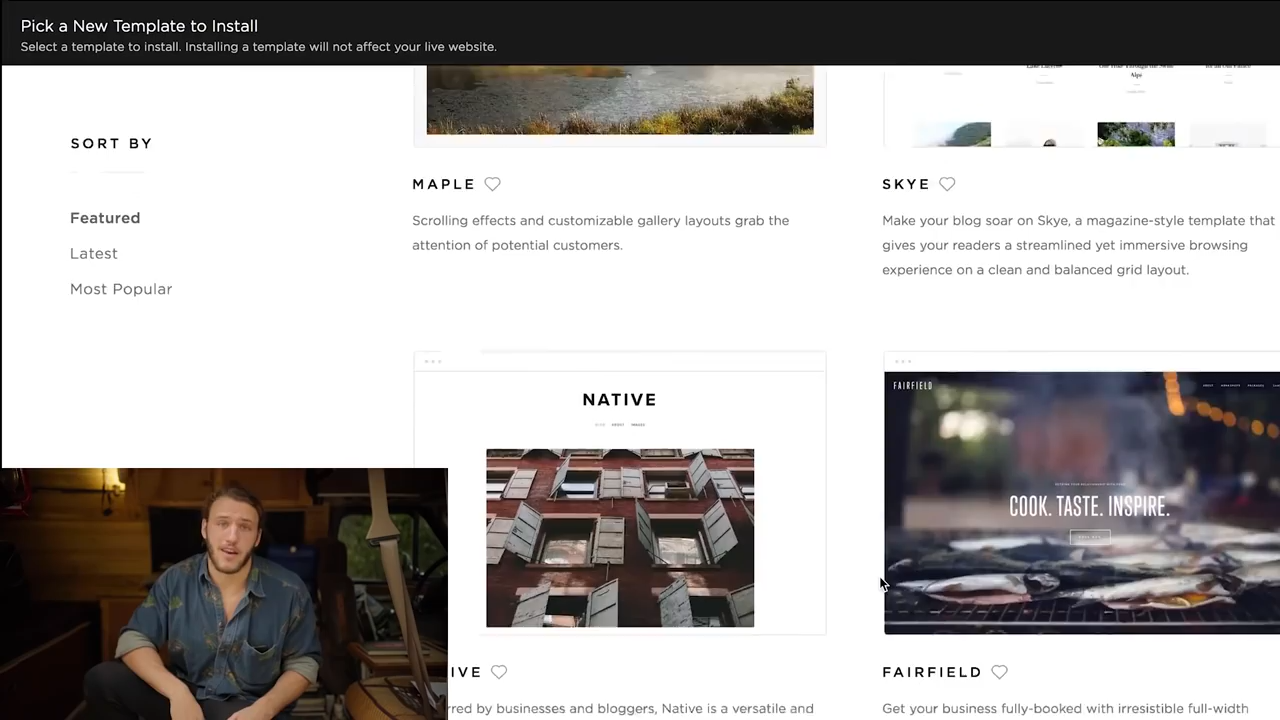 Pick a New Template to Install
Select a template to install. Installing a template will not affect your live website.
SORT BY
Featured
Latest
Most Popular
MAPLE
Scrolling effects and customizable gallery layouts grab the
attention of potential customers.
SKYE
Make your blog soar on Skye, a magazine-style template that
gives your readers a streamlined yet immersive browsing
experience on a clean and balanced grid layout.
NATIVE
BLOG ABOUT IMAGES
IVE
rred by businesses and bloggers, Native is a versatile and
FAIRFIELD
COOK. TASTE. INSPIRE.
FAIRFIELD
Get your business fully-booked with irresistible full-width